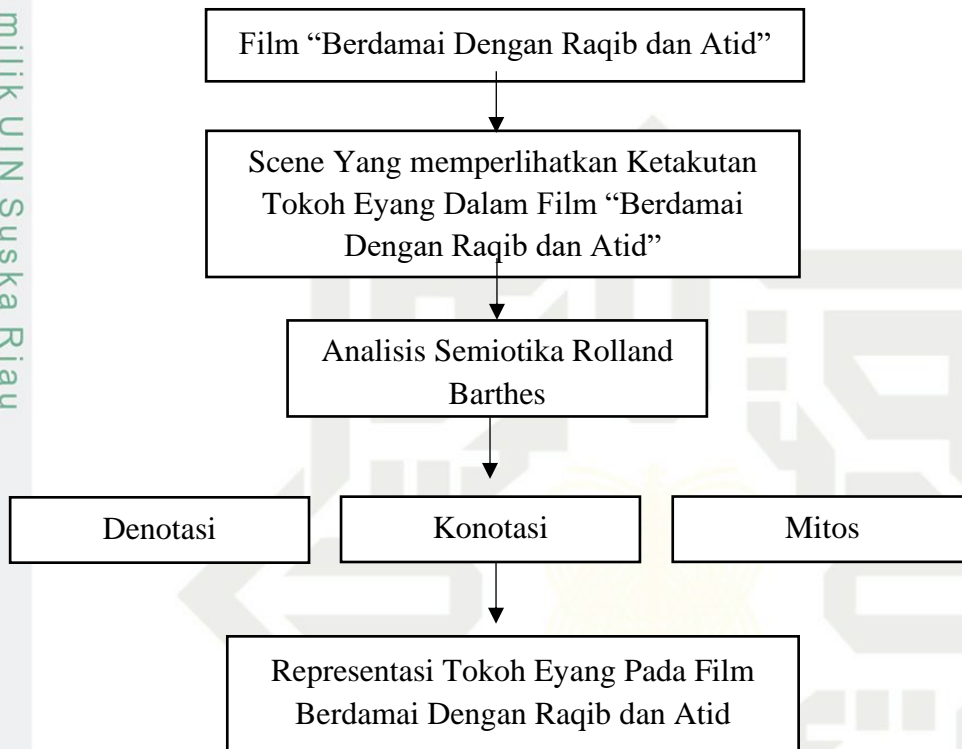 milik UIN Suska Riau
Film “Berdamai Dengan Raqib dan Atid”
Scene Yang memperlihatkan Ketakutan
Tokoh Eyang Dalam Film “Berdamai
Dengan Raqib dan Atid”
Analisis Semiotika Rolland
Barthes
Denotasi
Konotasi
Mitos
Representasi Tokoh Eyang Pada Film
Berdamai Dengan Raqib dan Atid